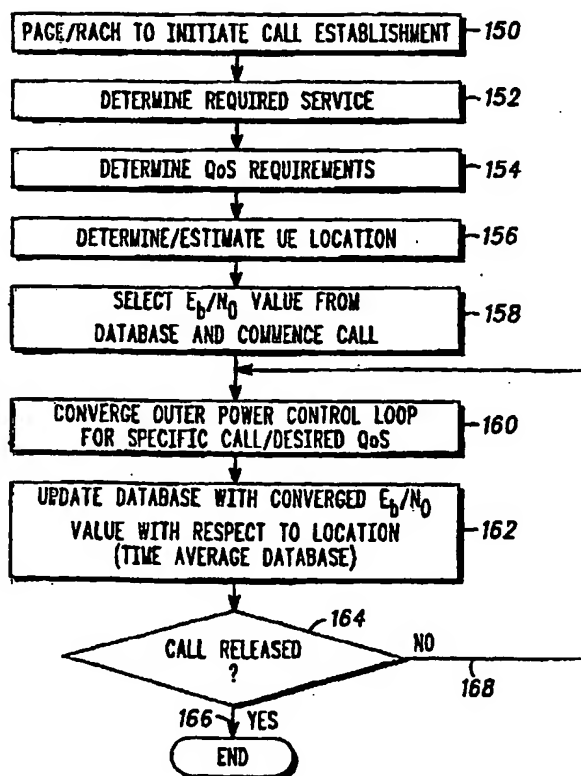 PAGE/RACH TO INITIATE CALL ESTABLISHMENT
150
DETERMINE REQUIRED SERVICE
152
DETERMINE QoS REQUIREMENTS
154
DETERMINE/ESTIMATE UE LOCATION
156
SELECT Eb/N0 VALUE FROM
DATABASE AND COMMENCE CALL
158
CONVERGE OUTER POWER CONTROL LOOP
FOR SPECIFIC CALL/DESIRED QoS
160
UPDATE DATABASE WITH CONVERGED Eb/N0
VALUE WITH RESPECT TO LOCATION
(TIME AVERAGE DATABASE)
162
164
CALL RELEASED
?
NO
168
166
YES
END